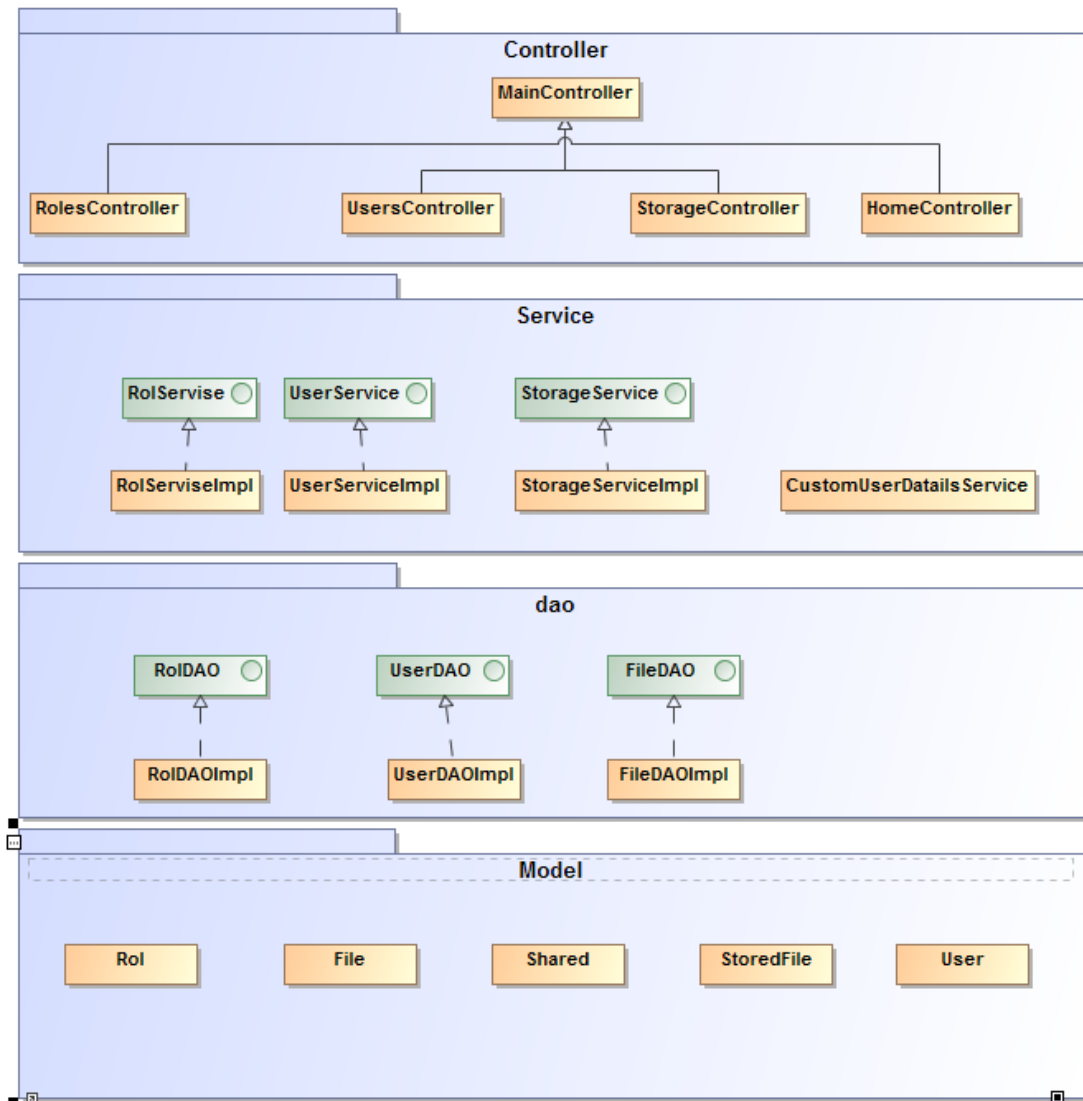 Controller
MainController
RolesController
UsersController
StorageController
HomeController
Service
RolServise
UserService
StorageService
RolServiseImpl
UserServiceImpl
StorageServiceImpl
CustomUserDatailsService
dao
RolDAO
UserDAO
FileDAO
RolDAOImpl
UserDAOImpl
FileDAOImpl
Model
Rol
File
Shared
StoredFile
User